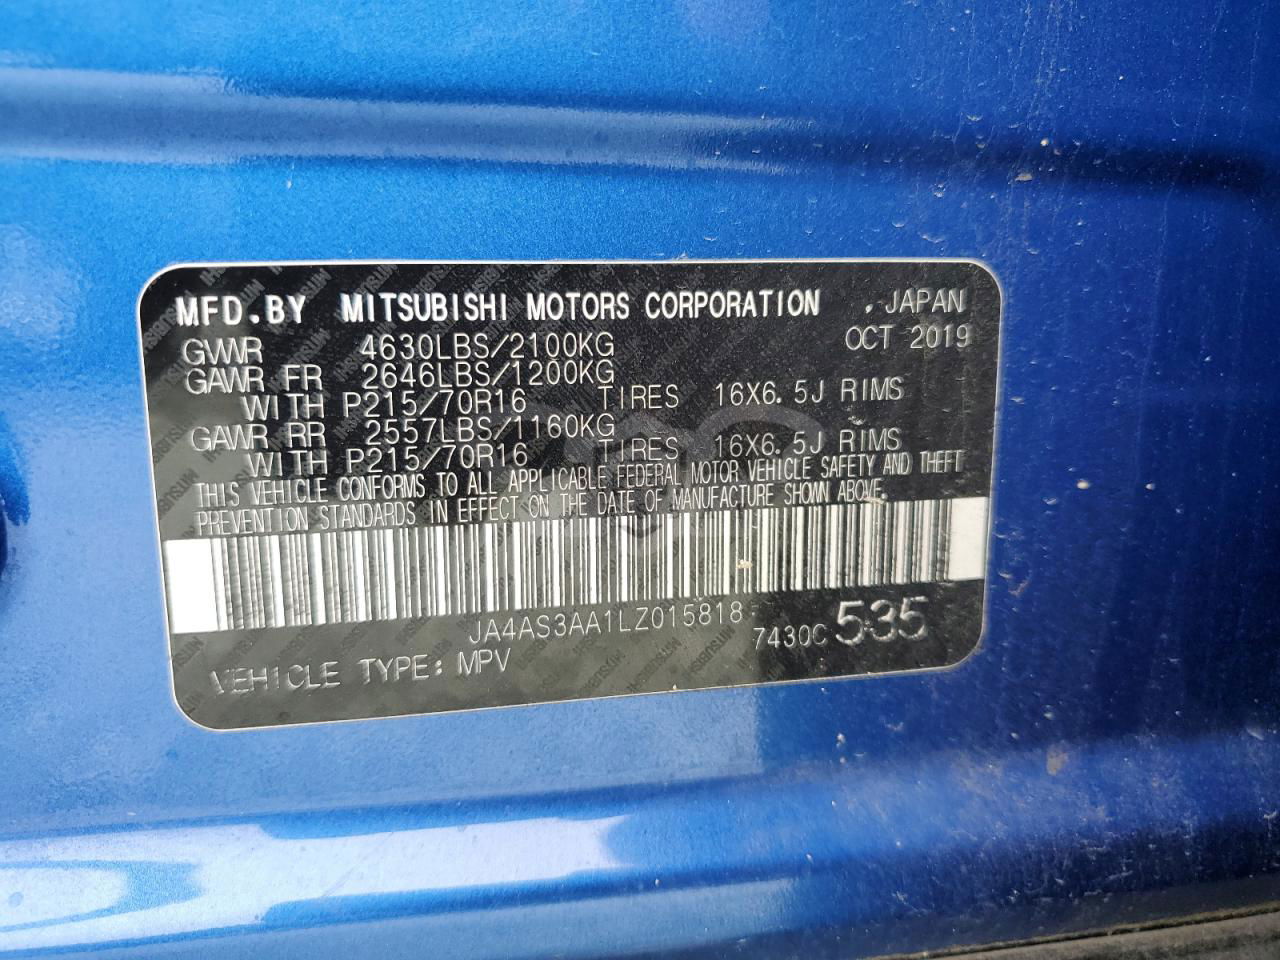 MFD.BY MITSUBISHI MOTORS CORPORATION , JAPAN
GVWR 4630LBS/2100KG OCT 2019
GAWR FR 2646LBS/1200KG
WITH P215/70R16 TIRES 16X6.5J RIMS
GAWR RR 2557LBS/1160KG
WITH P215/70R16 TIRES 16X6.5J RIMS
THIS VEHICLE CONFORMS TO ALL APPLICABLE FEDERAL MOTOR VEHICLE SAFETY AND THEFT
PREVENTION STANDARDS IN EFFECT ON THE DATE OF MANUFACTURE SHOWN ABOVE.
JA4AS3AA1LZ015818
7430C 535
VEHICLE TYPE: MPV